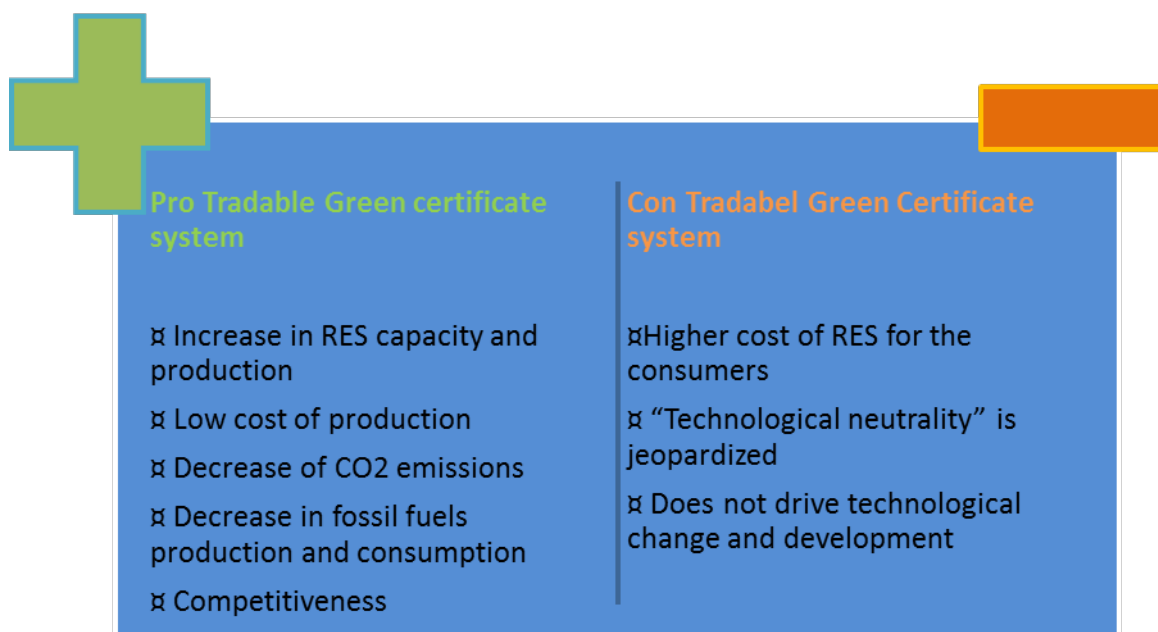 Pro Tradable Green certificate
system
¤ Increase in RES capacity and
production
¤ Low cost of production
¤ Decrease of CO2 emissions
¤ Decrease in fossil fuels
production and consumption
¤ Competitiveness
Con Tradabel Green Certificate
system
¤Higher cost of RES for the
consumers
¤ “Technological neutrality” is
jeopardized
¤ Does not drive technological
change and development